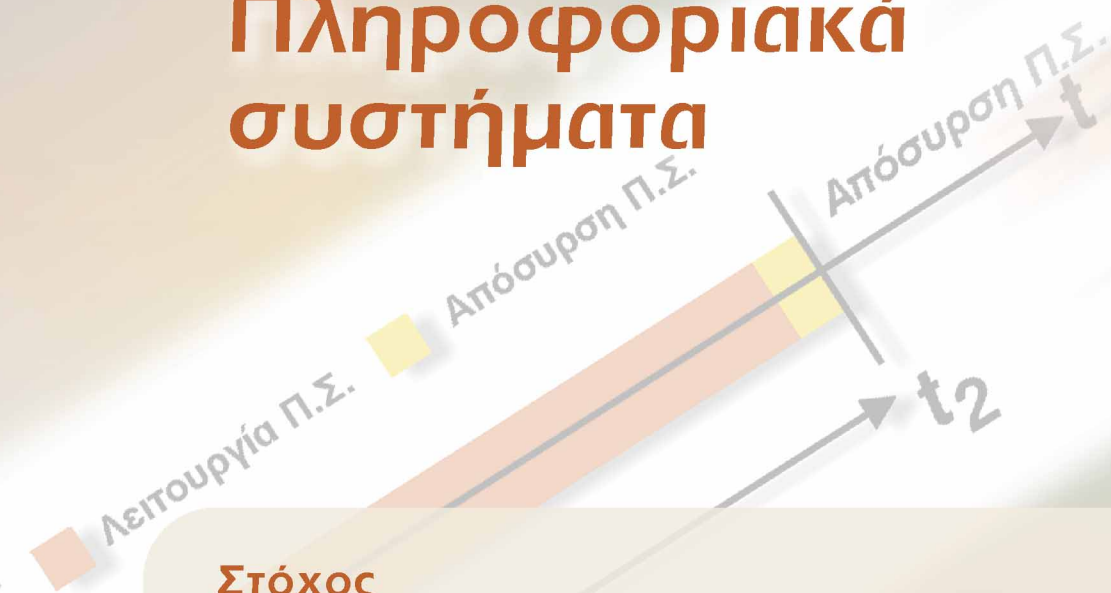 Πληροφοριακά
συστήματα
Απόσυρση Π.Σ.
t
Απόσυρση Π.Σ.
t2
Λειτουργία Π.Σ.
Στόχος